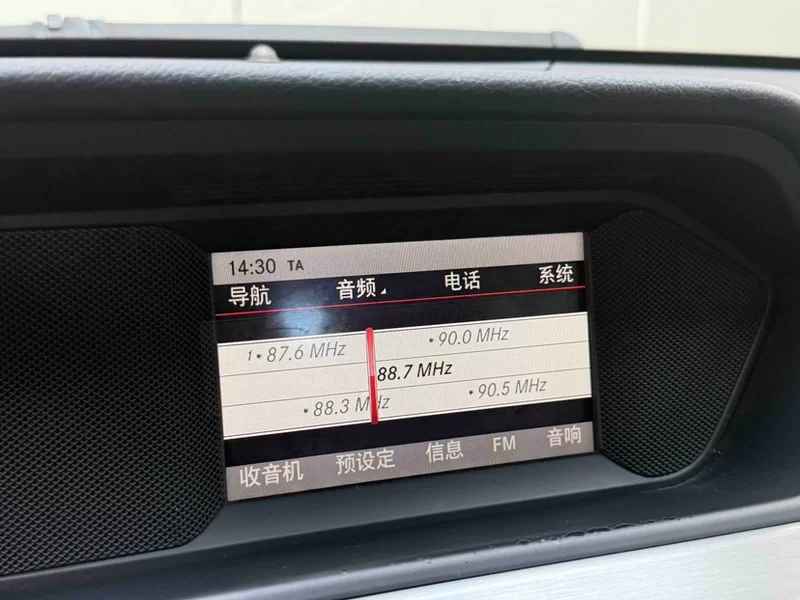 14:30 TA
导航 音频 电话 系统
1•87.6 MHz •90.0 MHz
88.7 MHz
•88.3 MHz •90.5 MHz
收音机 预设定 信息 FM 音响